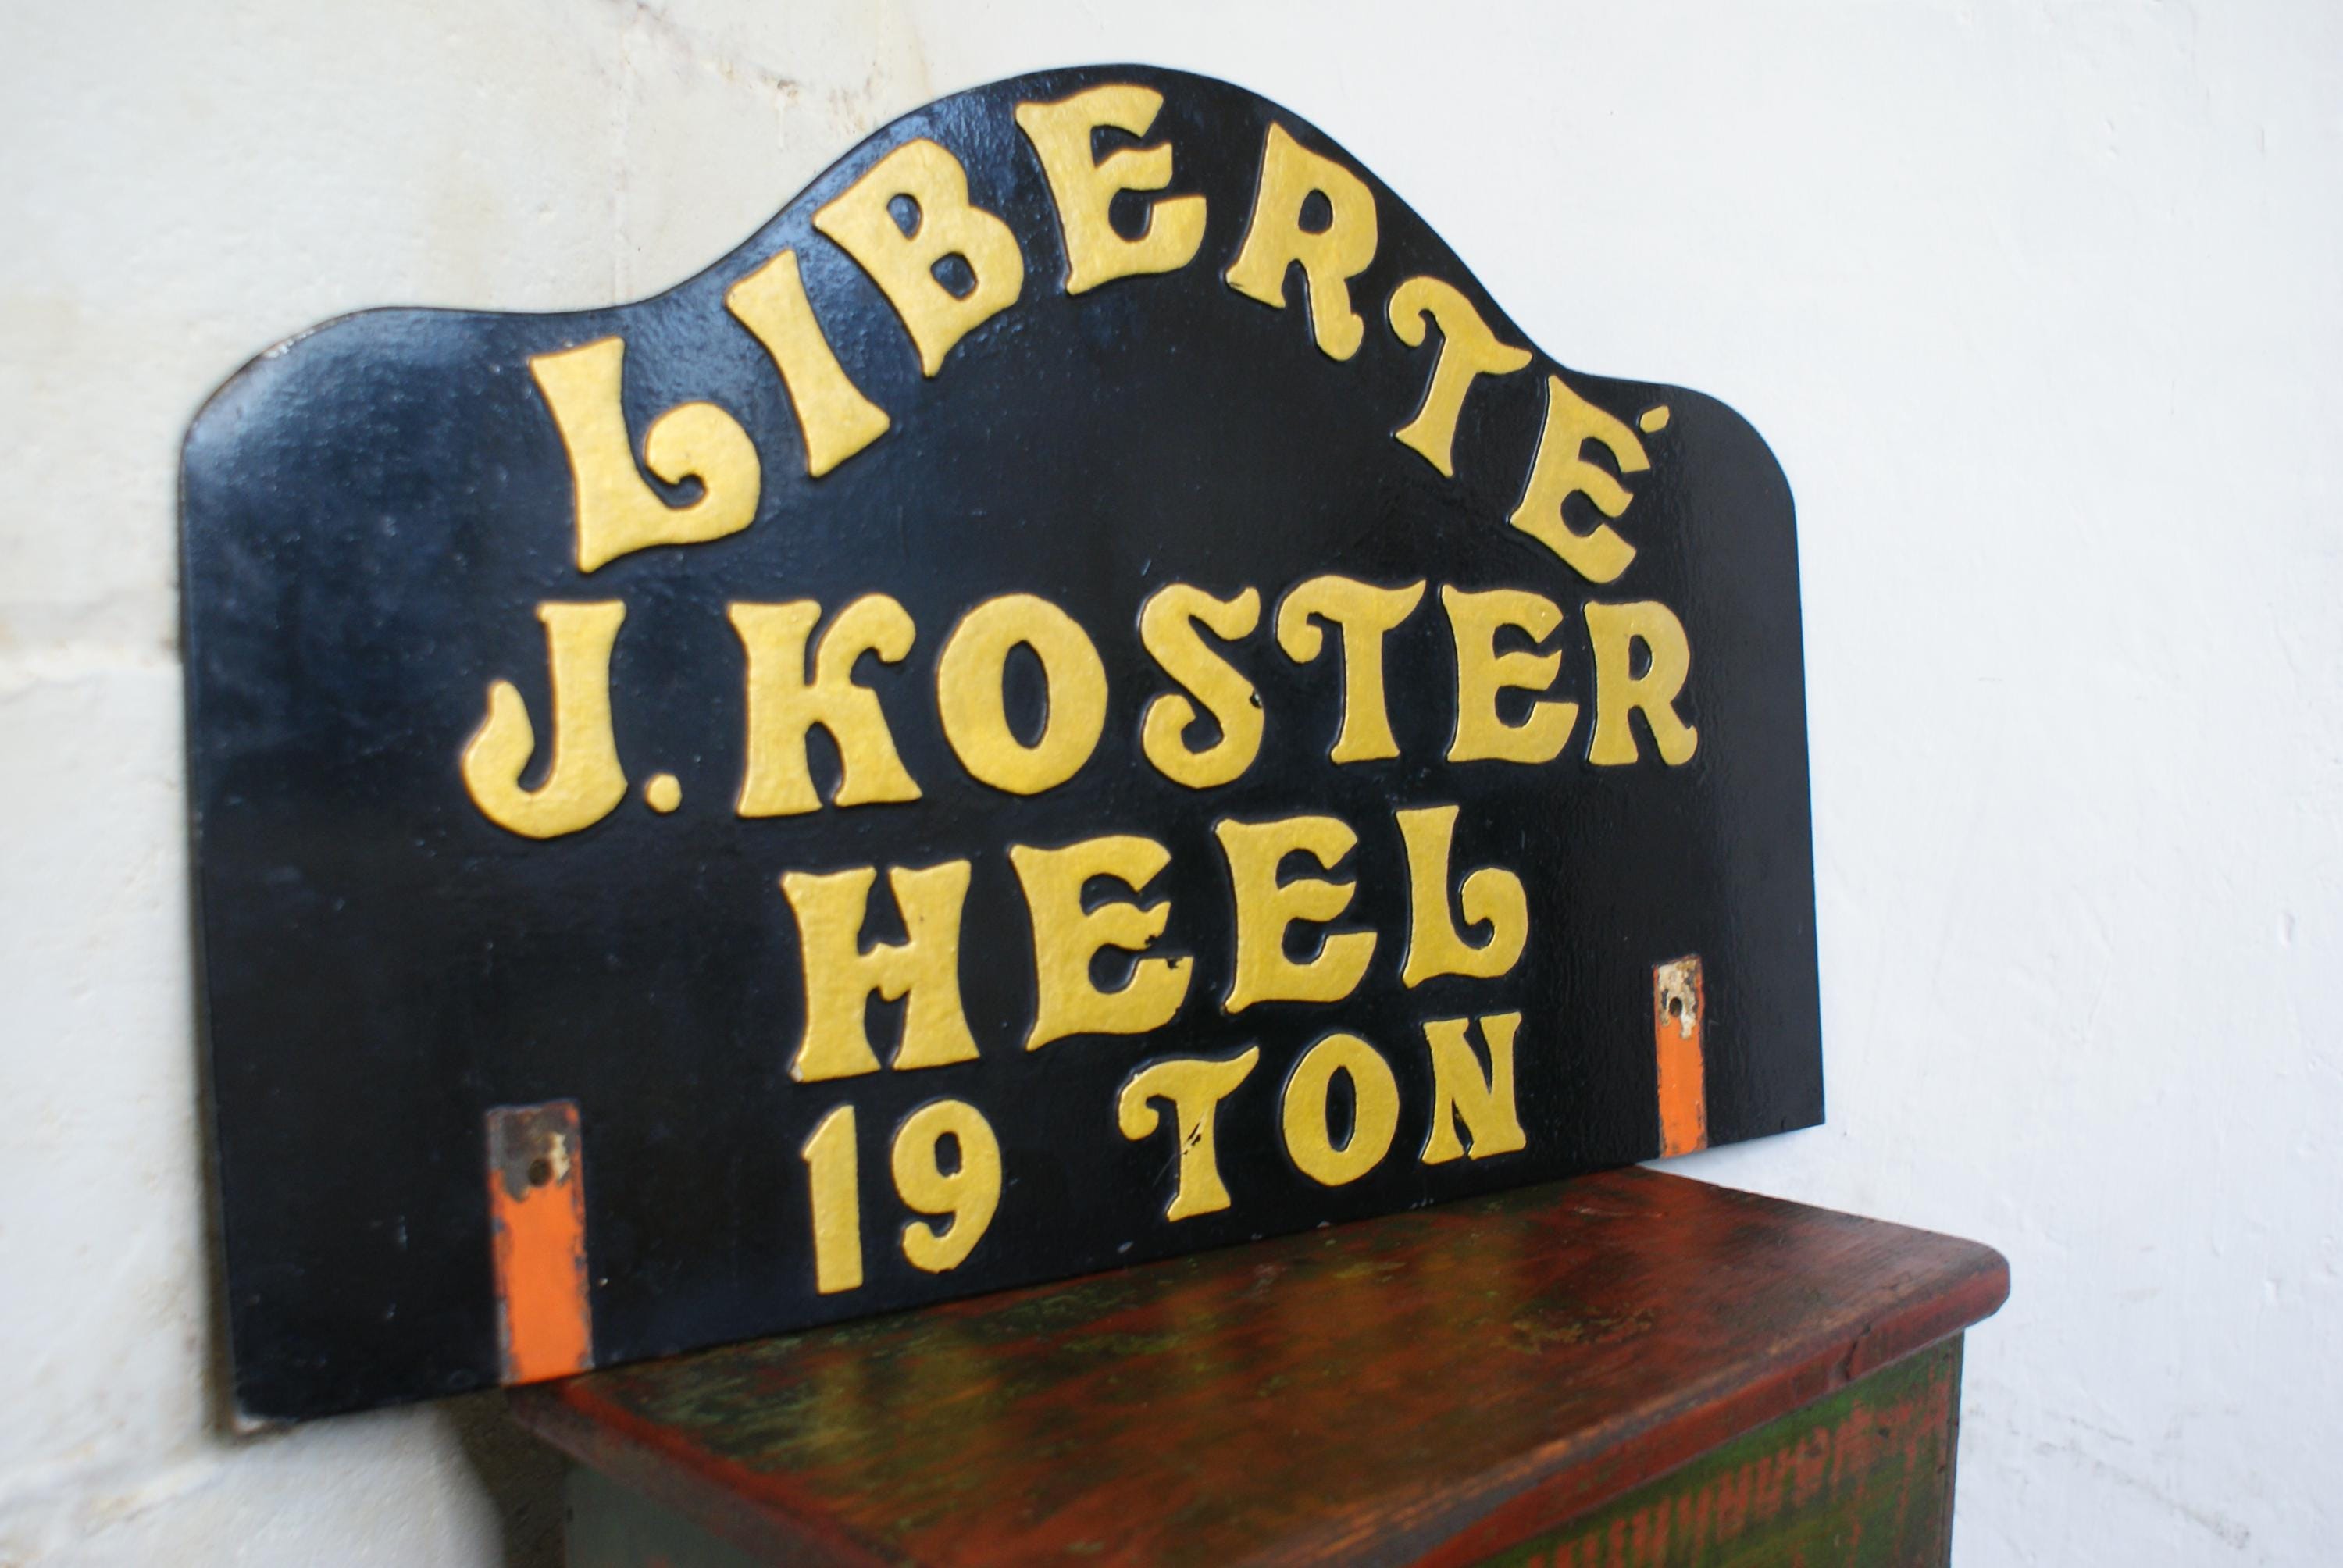 LIBERTÉ
J. KOSTER
HEEL
19 TON